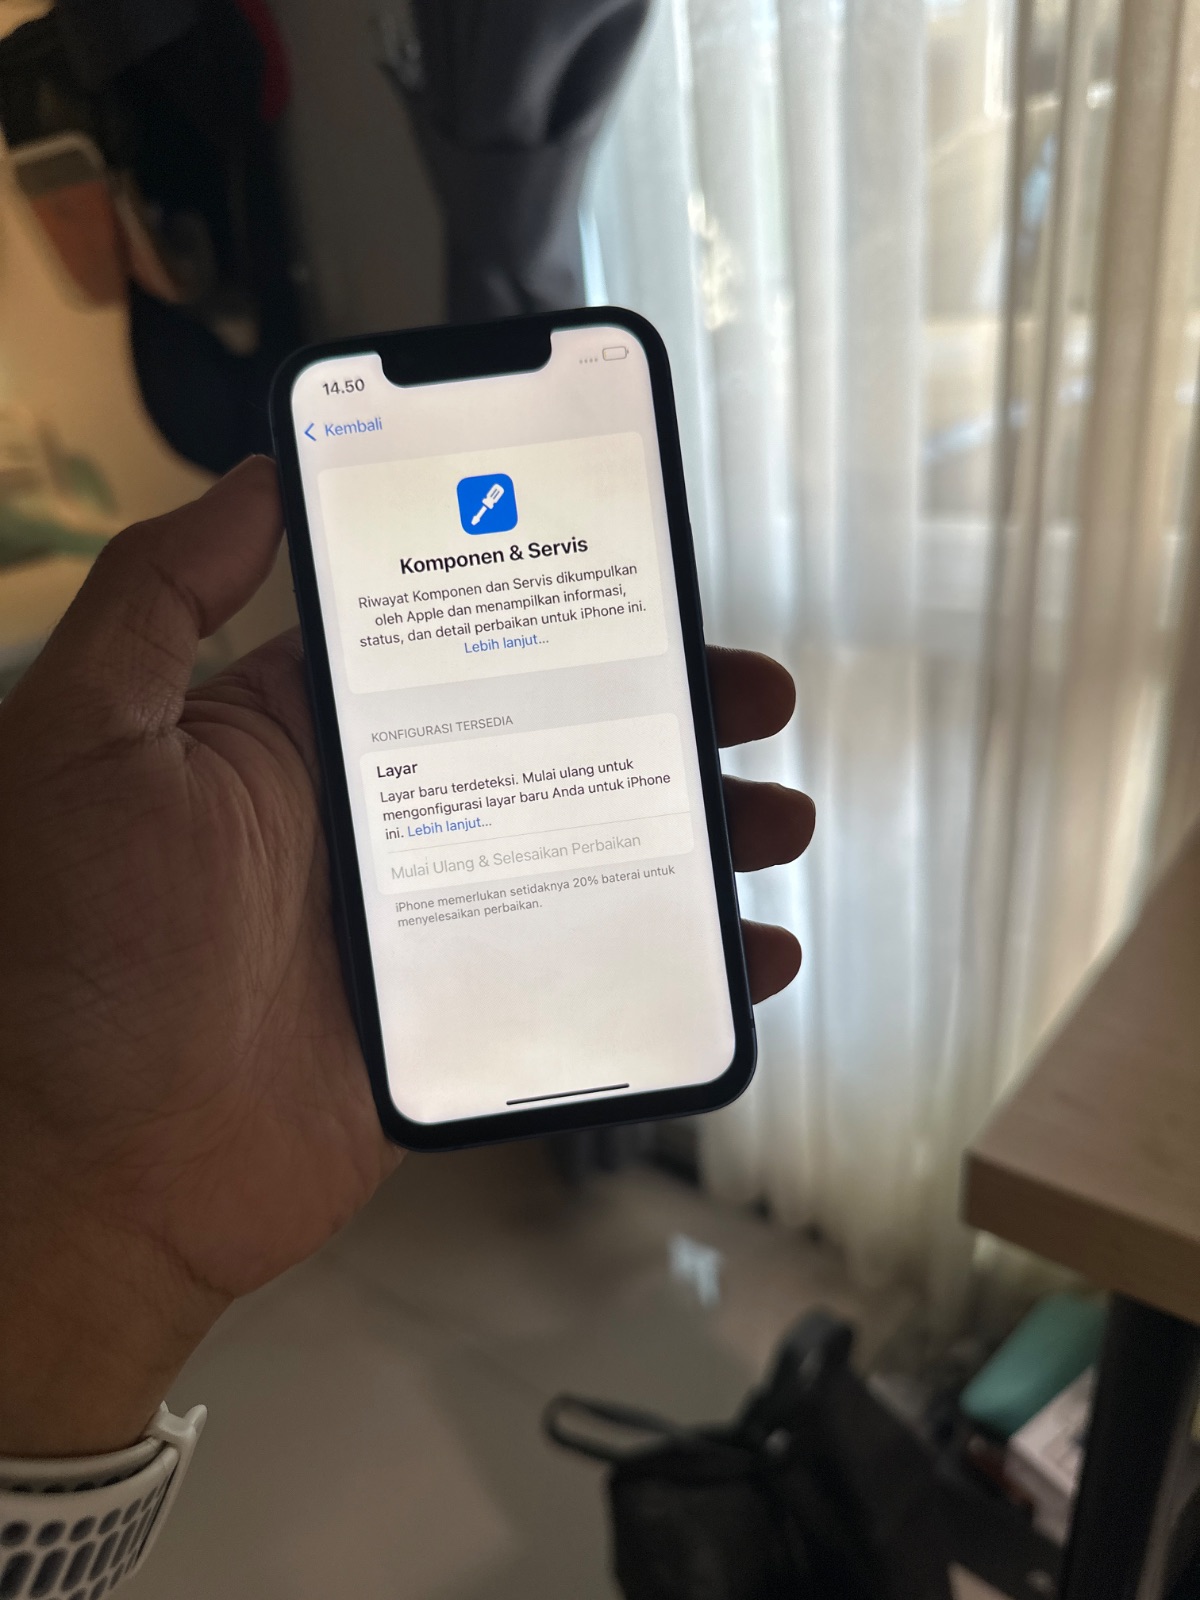 14.50
Kembali
Komponen & Servis
Riwayat Komponen dan Servis dikumpulkan
oleh Apple dan menampilkan informasi,
status, dan detail perbaikan untuk iPhone ini.
Lebih lanjut...
KONFIGURASI TERSEDIA
Layar
Layar baru terdeteksi. Mulai ulang untuk
mengonfigurasi layar baru Anda untuk iPhone
ini. Lebih lanjut...
Mulai Ulang & Selesaikan Perbaikan
iPhone memerlukan setidaknya 20% baterai untuk
menyelesaikan perbaikan.